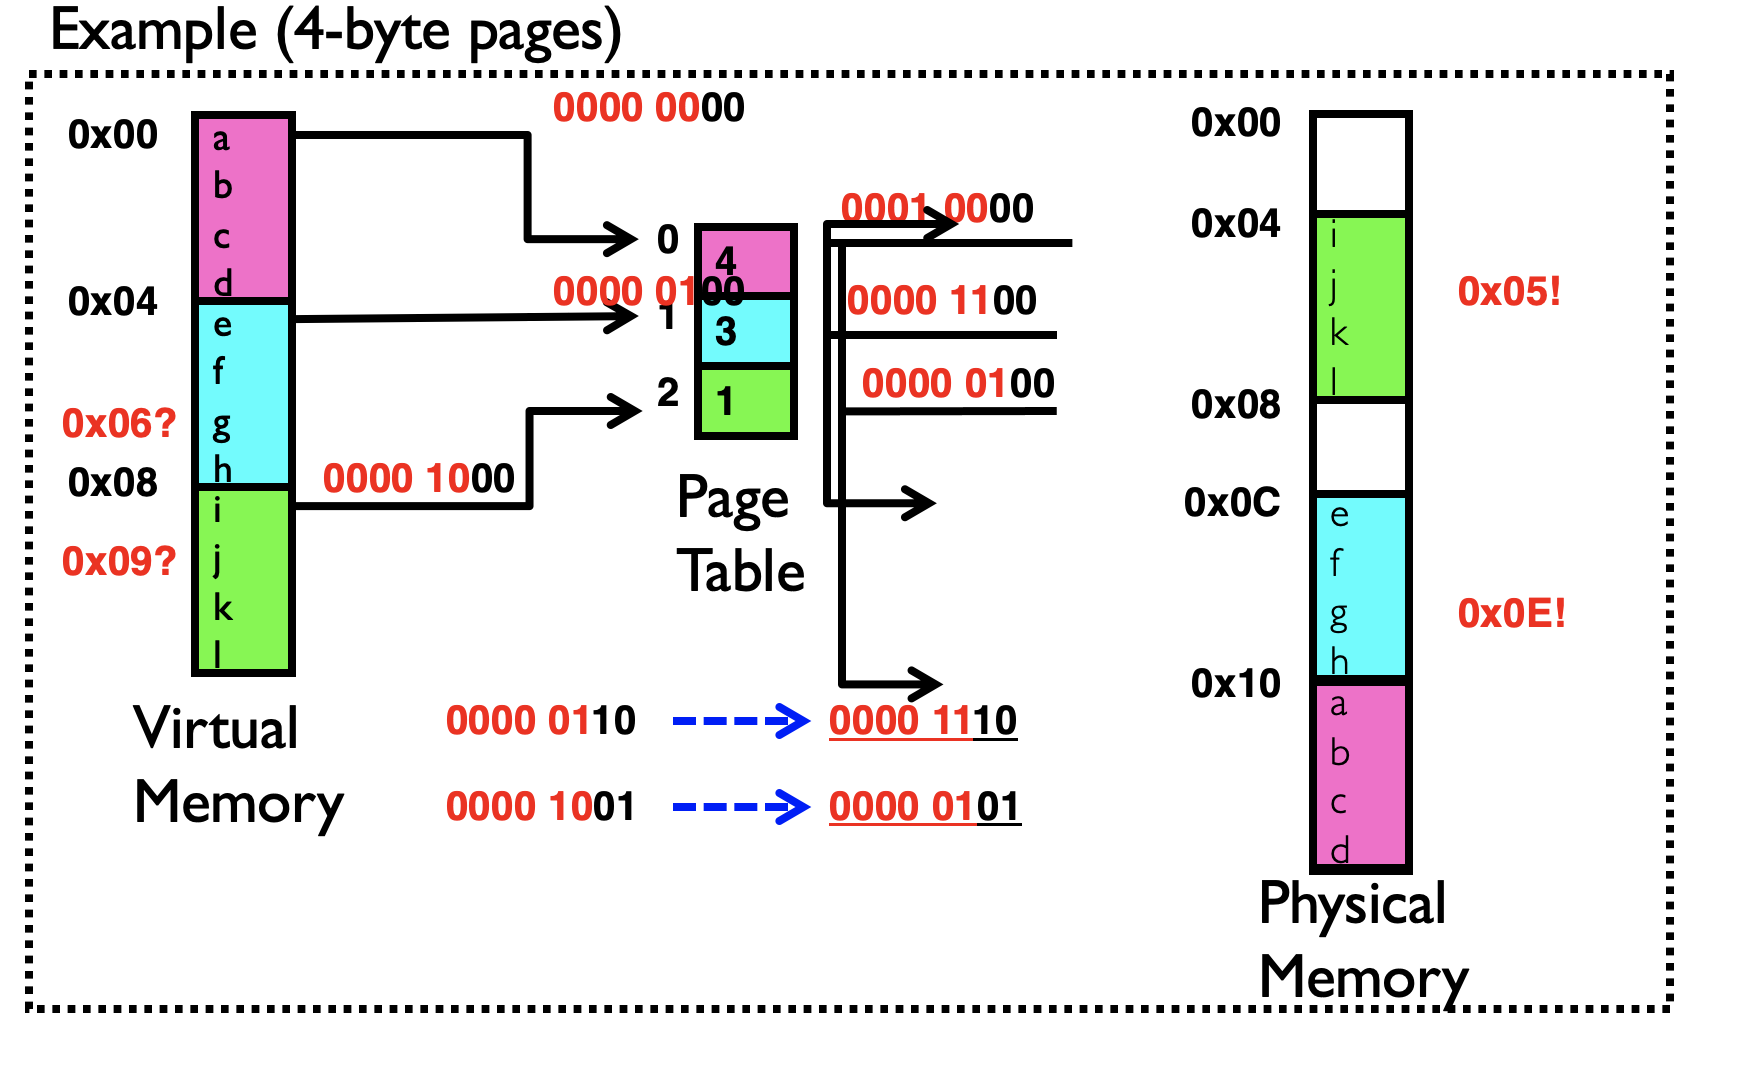 Example (4-byte pages)
0x00
a
b
c
d
0x04
e
f
0x06?
g
h
0x08
i
0x09?
j
k
l
Virtual
Memory
0000 0000
0000 0100
0000 1000
0
4
1
3
2
1
Page
Table
0001 0000
0000 1100
0000 0100
0000 0110
0000 1110
0000 1001
0000 0101
0x00
0x04
i
j
0x05!
k
l
0x08
0x0C
e
f
g
0x0E!
h
0x10
a
b
c
d
Physical
Memory